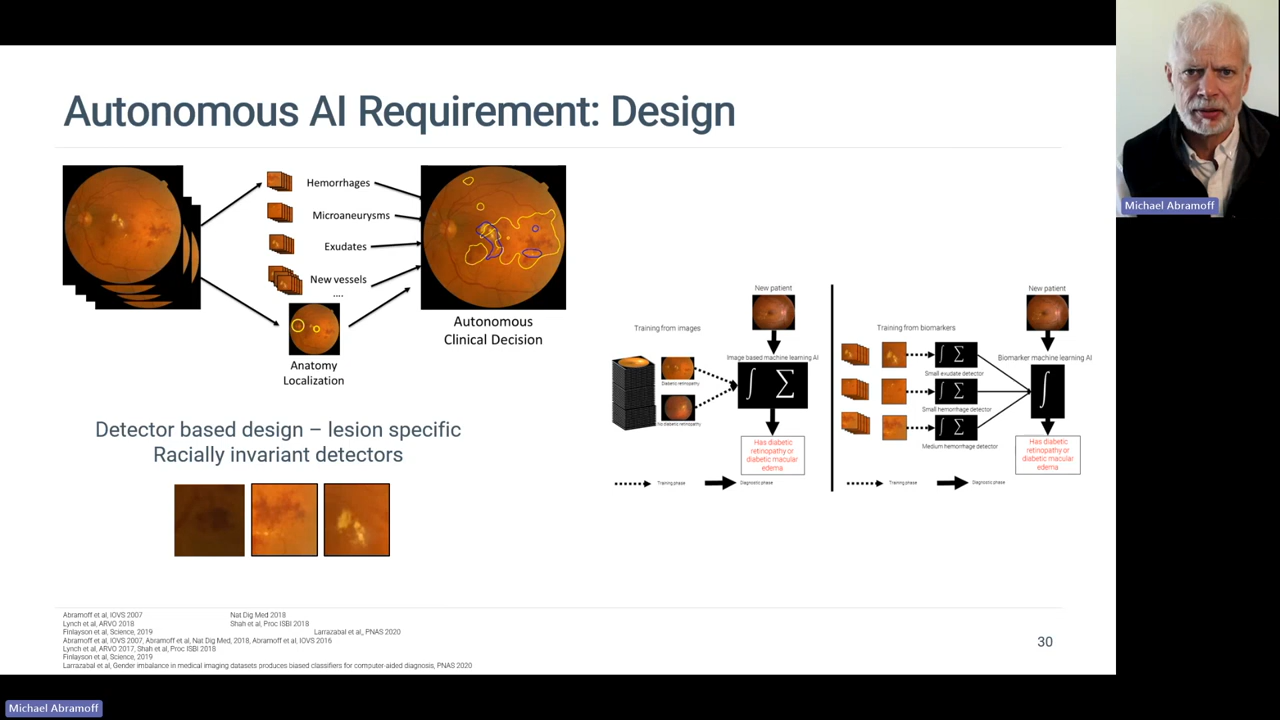 Autonomous AI Requirement: Design
Hemorrhages
Microaneurysms
Exudates
New vessels
....
Anatomy
Localization
Autonomous
Clinical Decision
Detector based design – lesion specific
Racially invariant detectors
Training from images
New patient
Diabetic retinopathy
No diabetic retinopathy
Image based machine learning AI
∫ Σ
Has diabetic
retinopathy or
diabetic macular
edema
Training phase
Diagnostic phase
Training from biomarkers
New patient
∫ Σ
Small exudate detector
∫ Σ
Small hemorrhage detector
∫ Σ
Medium hemorrhage detector
Biomarker machine learning AI
∫
Has diabetic
retinopathy or
diabetic macular
edema
Training phase
Diagnostic phase
Abramoff et al, IOVS 2007 Nat Dig Med 2018
Lynch et al, ARVO 2018 Shah et al, Proc ISBI 2018
Finlayson et al, Science, 2019 Larrazabal et al,, PNAS 2020
Abramoff et al, IOVS 2007, Abramoff et al, Nat Dig Med, 2018, Abramoff et al, IOVS 2016
Lynch et al, ARVO 2017, Shah et al, Proc ISBI 2018
Finlayson et al, Science, 2019
Larrazabal et al, Gender imbalance in medical imaging datasets produces biased classifiers for computer-aided diagnosis, PNAS 2020
30
Michael Abramoff
Michael Abramoff